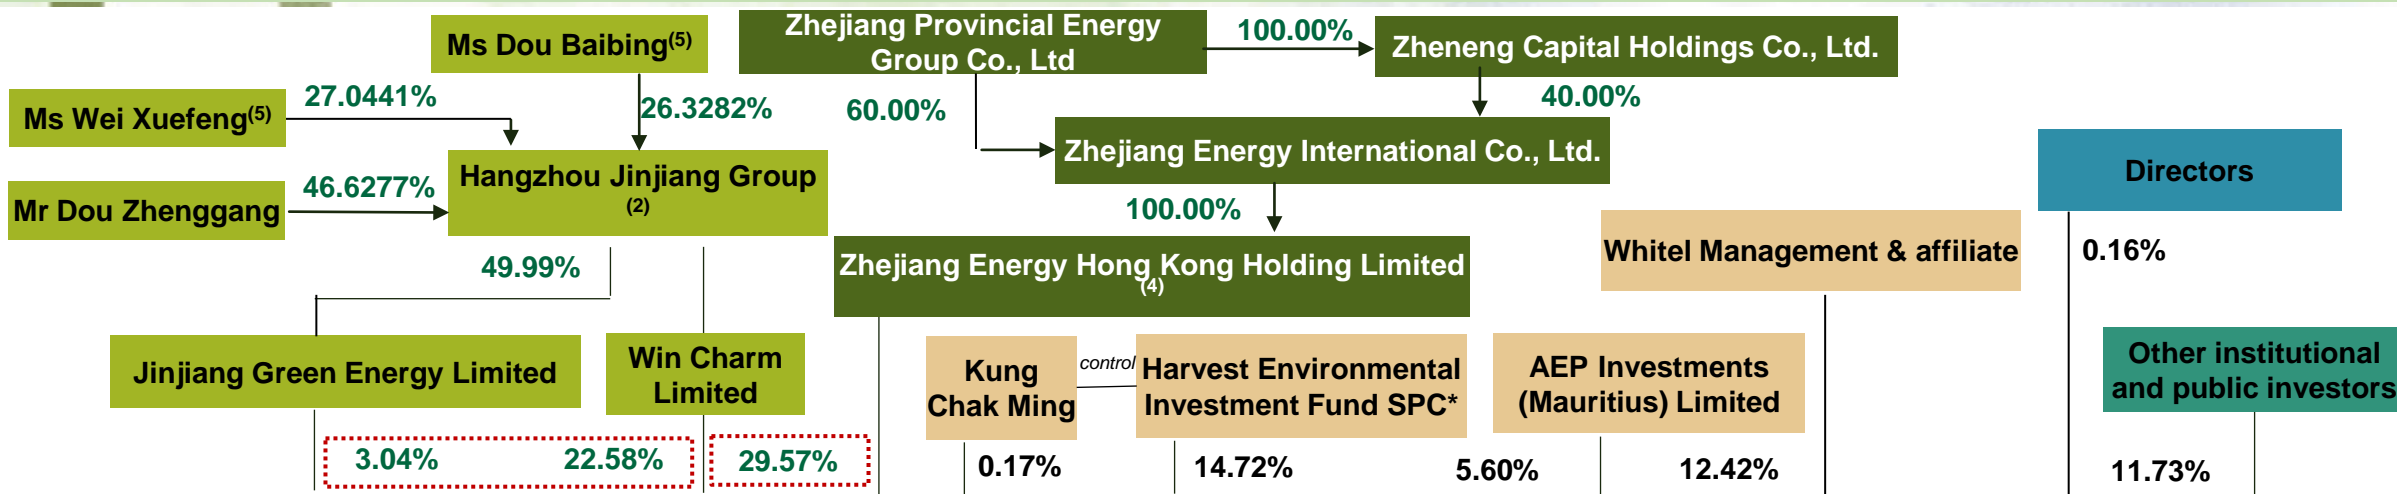 Ms Dou Baibing(5)
Zhejiang Provincial Energy
Group Co., Ltd
100.00%
Zheneng Capital Holdings Co., Ltd.
Ms Wei Xuefeng(5)
27.0441%
26.3282%
60.00%
40.00%
Zhejiang Energy International Co., Ltd.
Mr Dou Zhenggang
46.6277%
Hangzhou Jinjiang Group
(2)
100.00%
Directors
49.99%
Zhejiang Energy Hong Kong Holding Limited
(4)
Whitel Management & affiliate
0.16%
Jinjiang Green Energy Limited
Win Charm
Limited
Kung
Chak Ming
control
Harvest Environmental
Investment Fund SPC*
AEP Investments
(Mauritius) Limited
Other institutional
and public investors
3.04%
22.58%
29.57%
0.17%
14.72%
5.60%
12.42%
11.73%